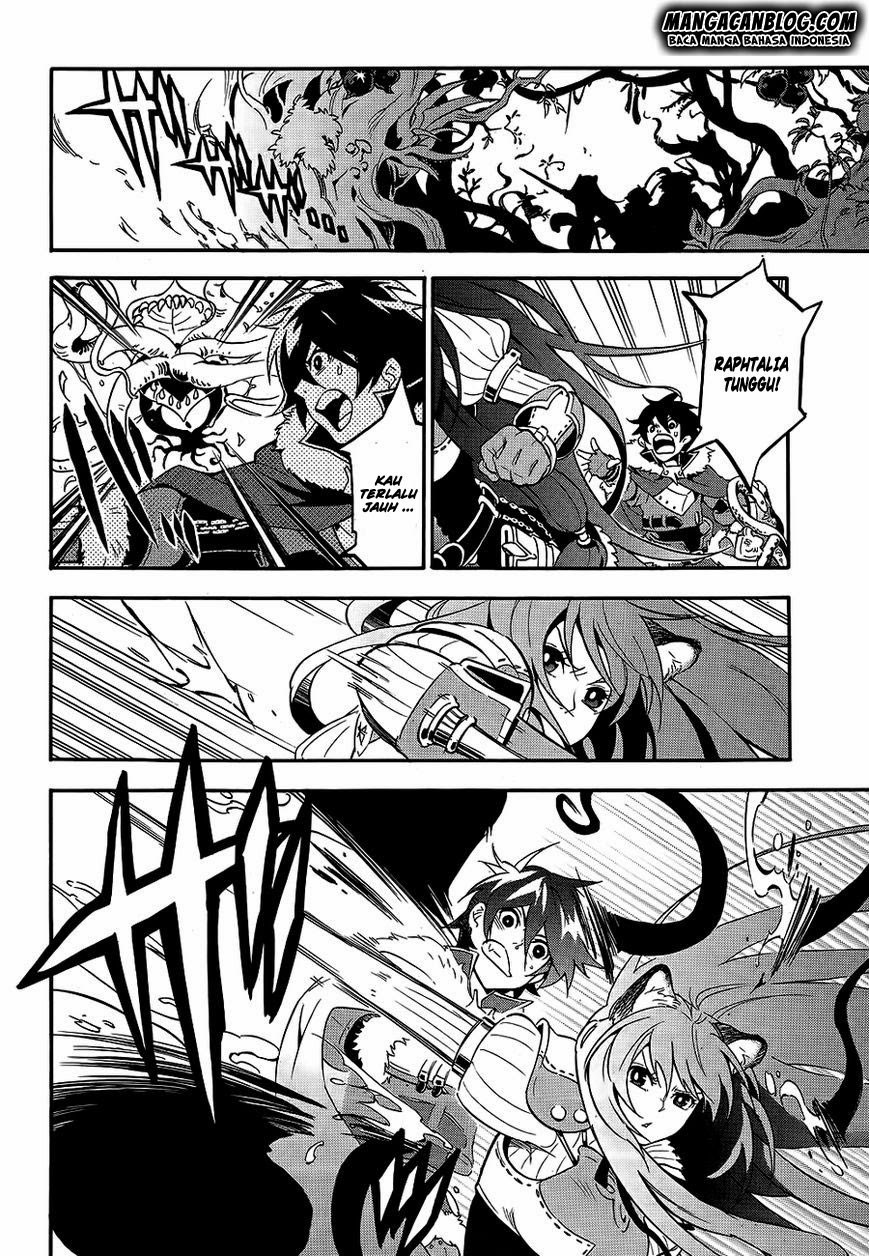 MANGACANBLOG.COM
BACA MANGA BAHASA INDONESIA
RAPHTALIA
TUNGGU!
KAU
TERLALU
JAUH ...